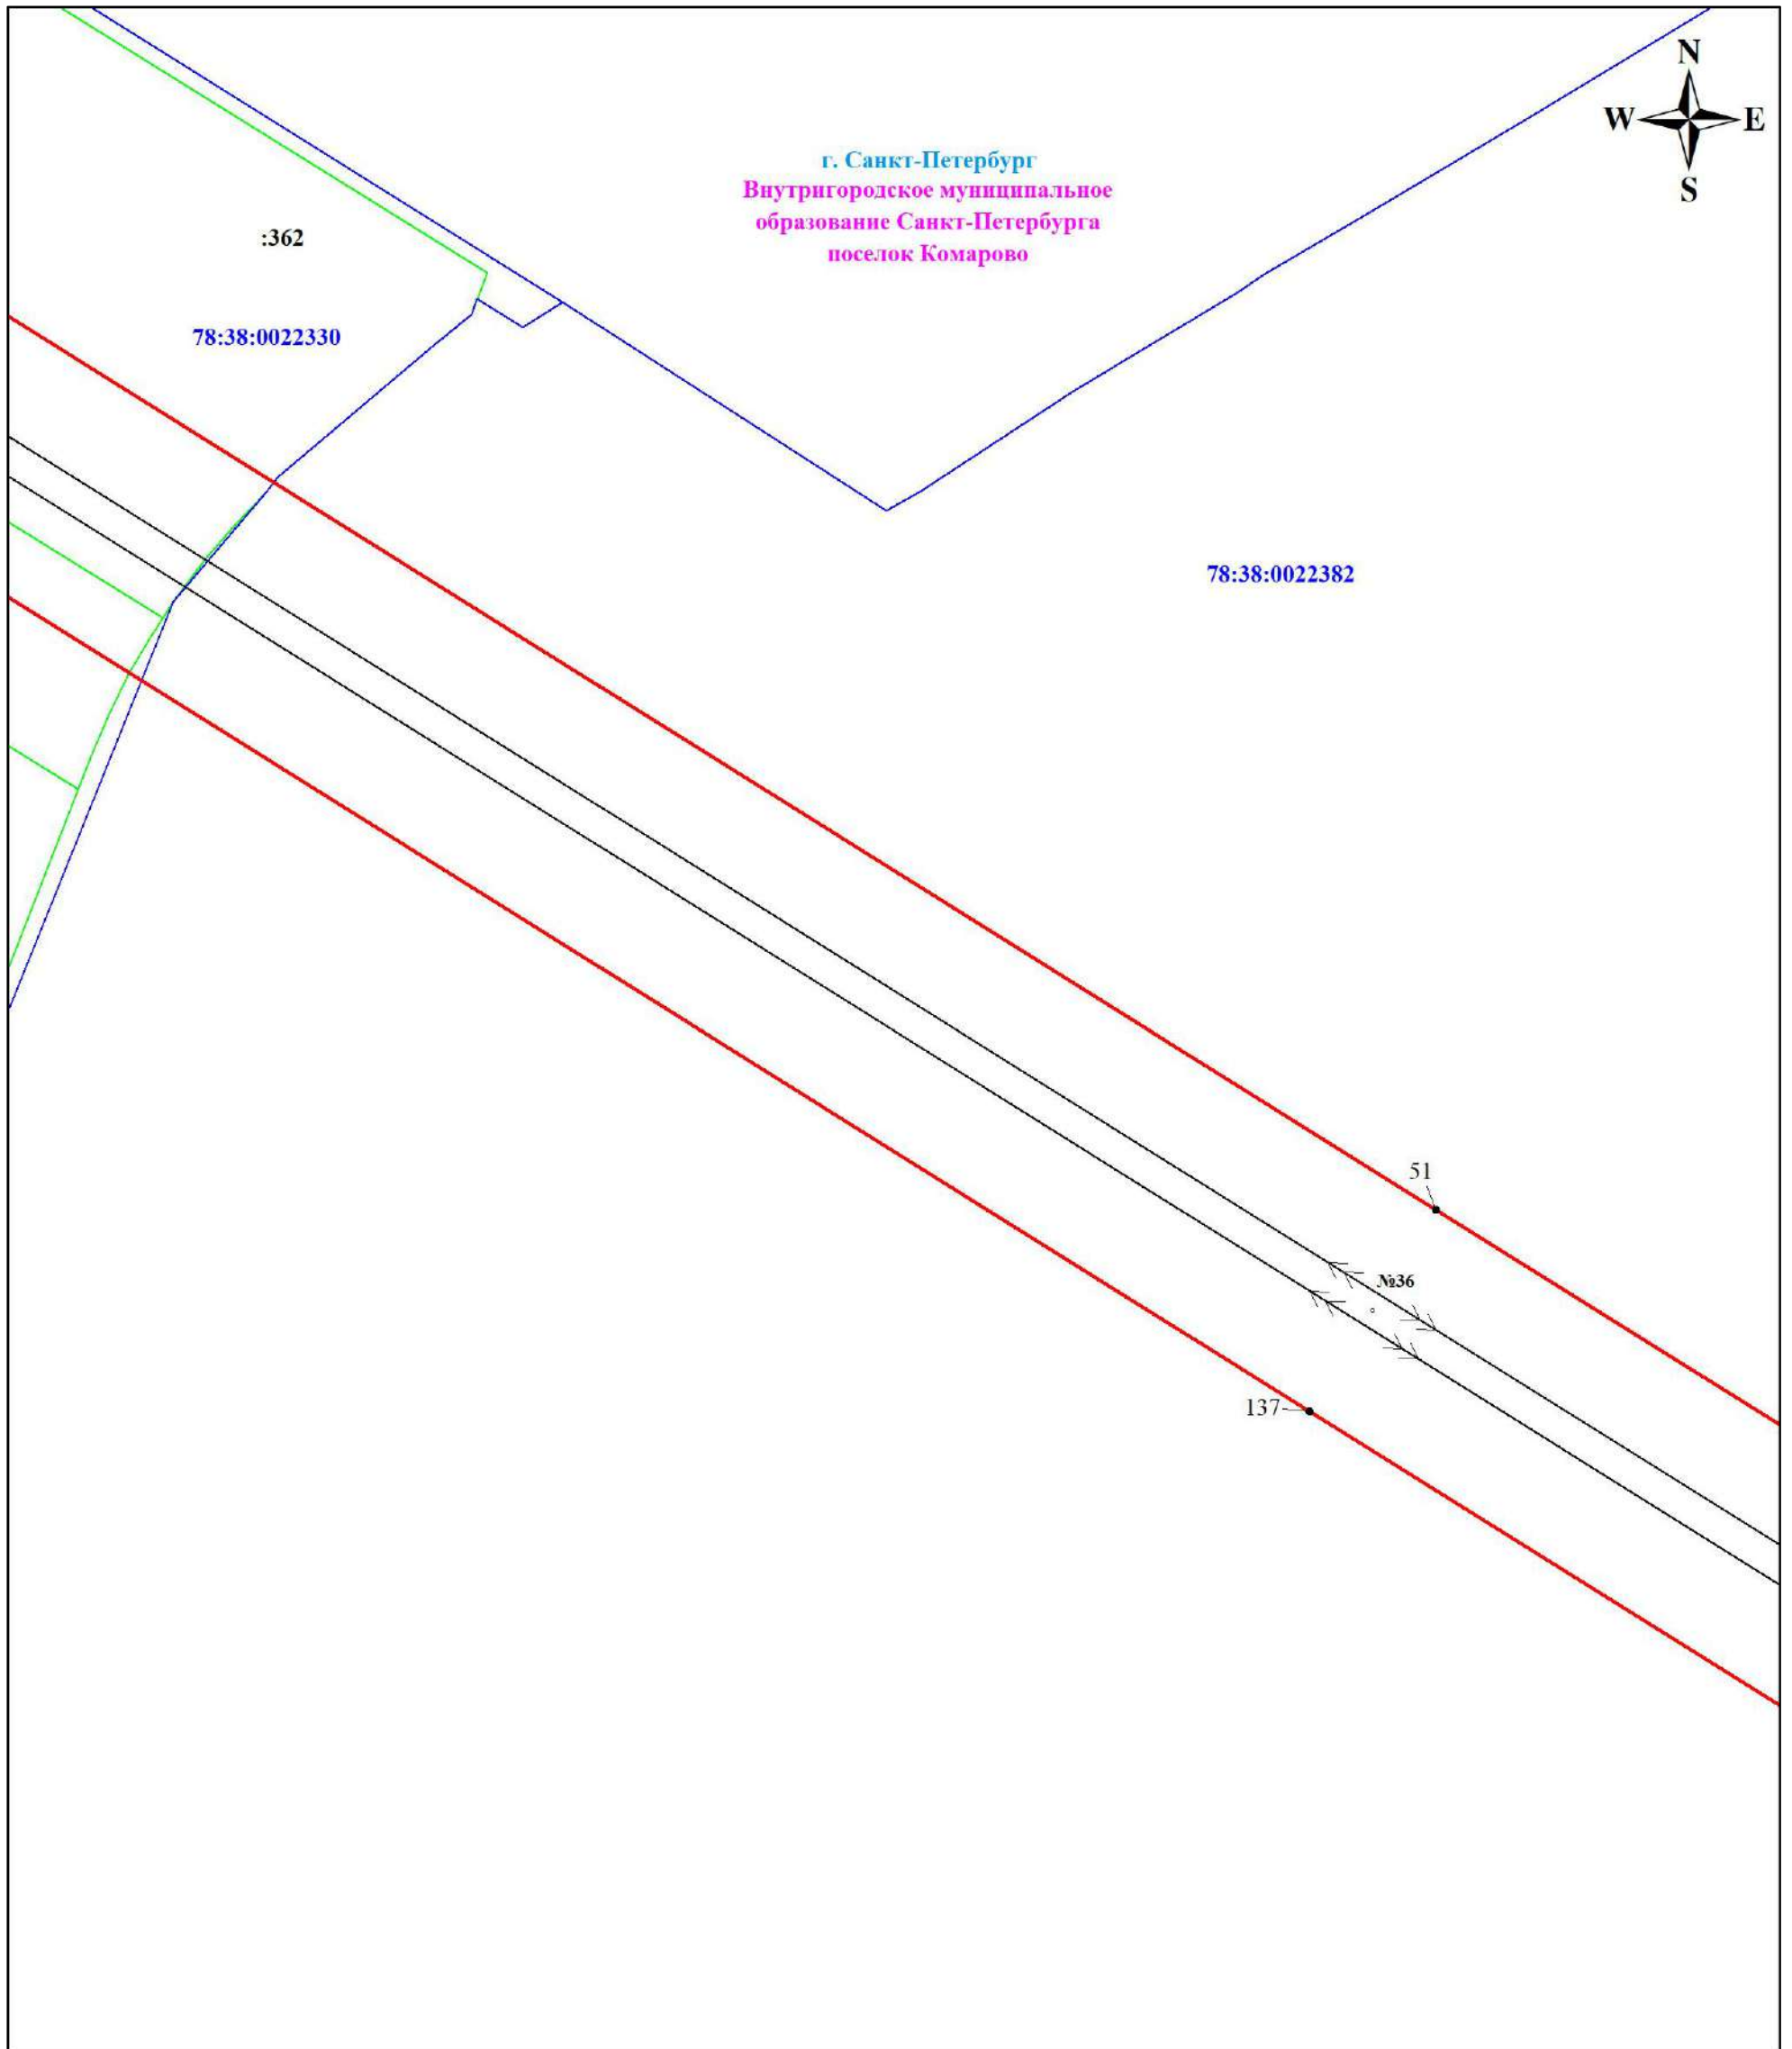 N
W E
S
г. Санкт-Петербург
Внутригородское муниципальное
образование Санкт-Петербурга
поселок Комарово
:362
78:38:0022330
78:38:0022382
51
№36
137